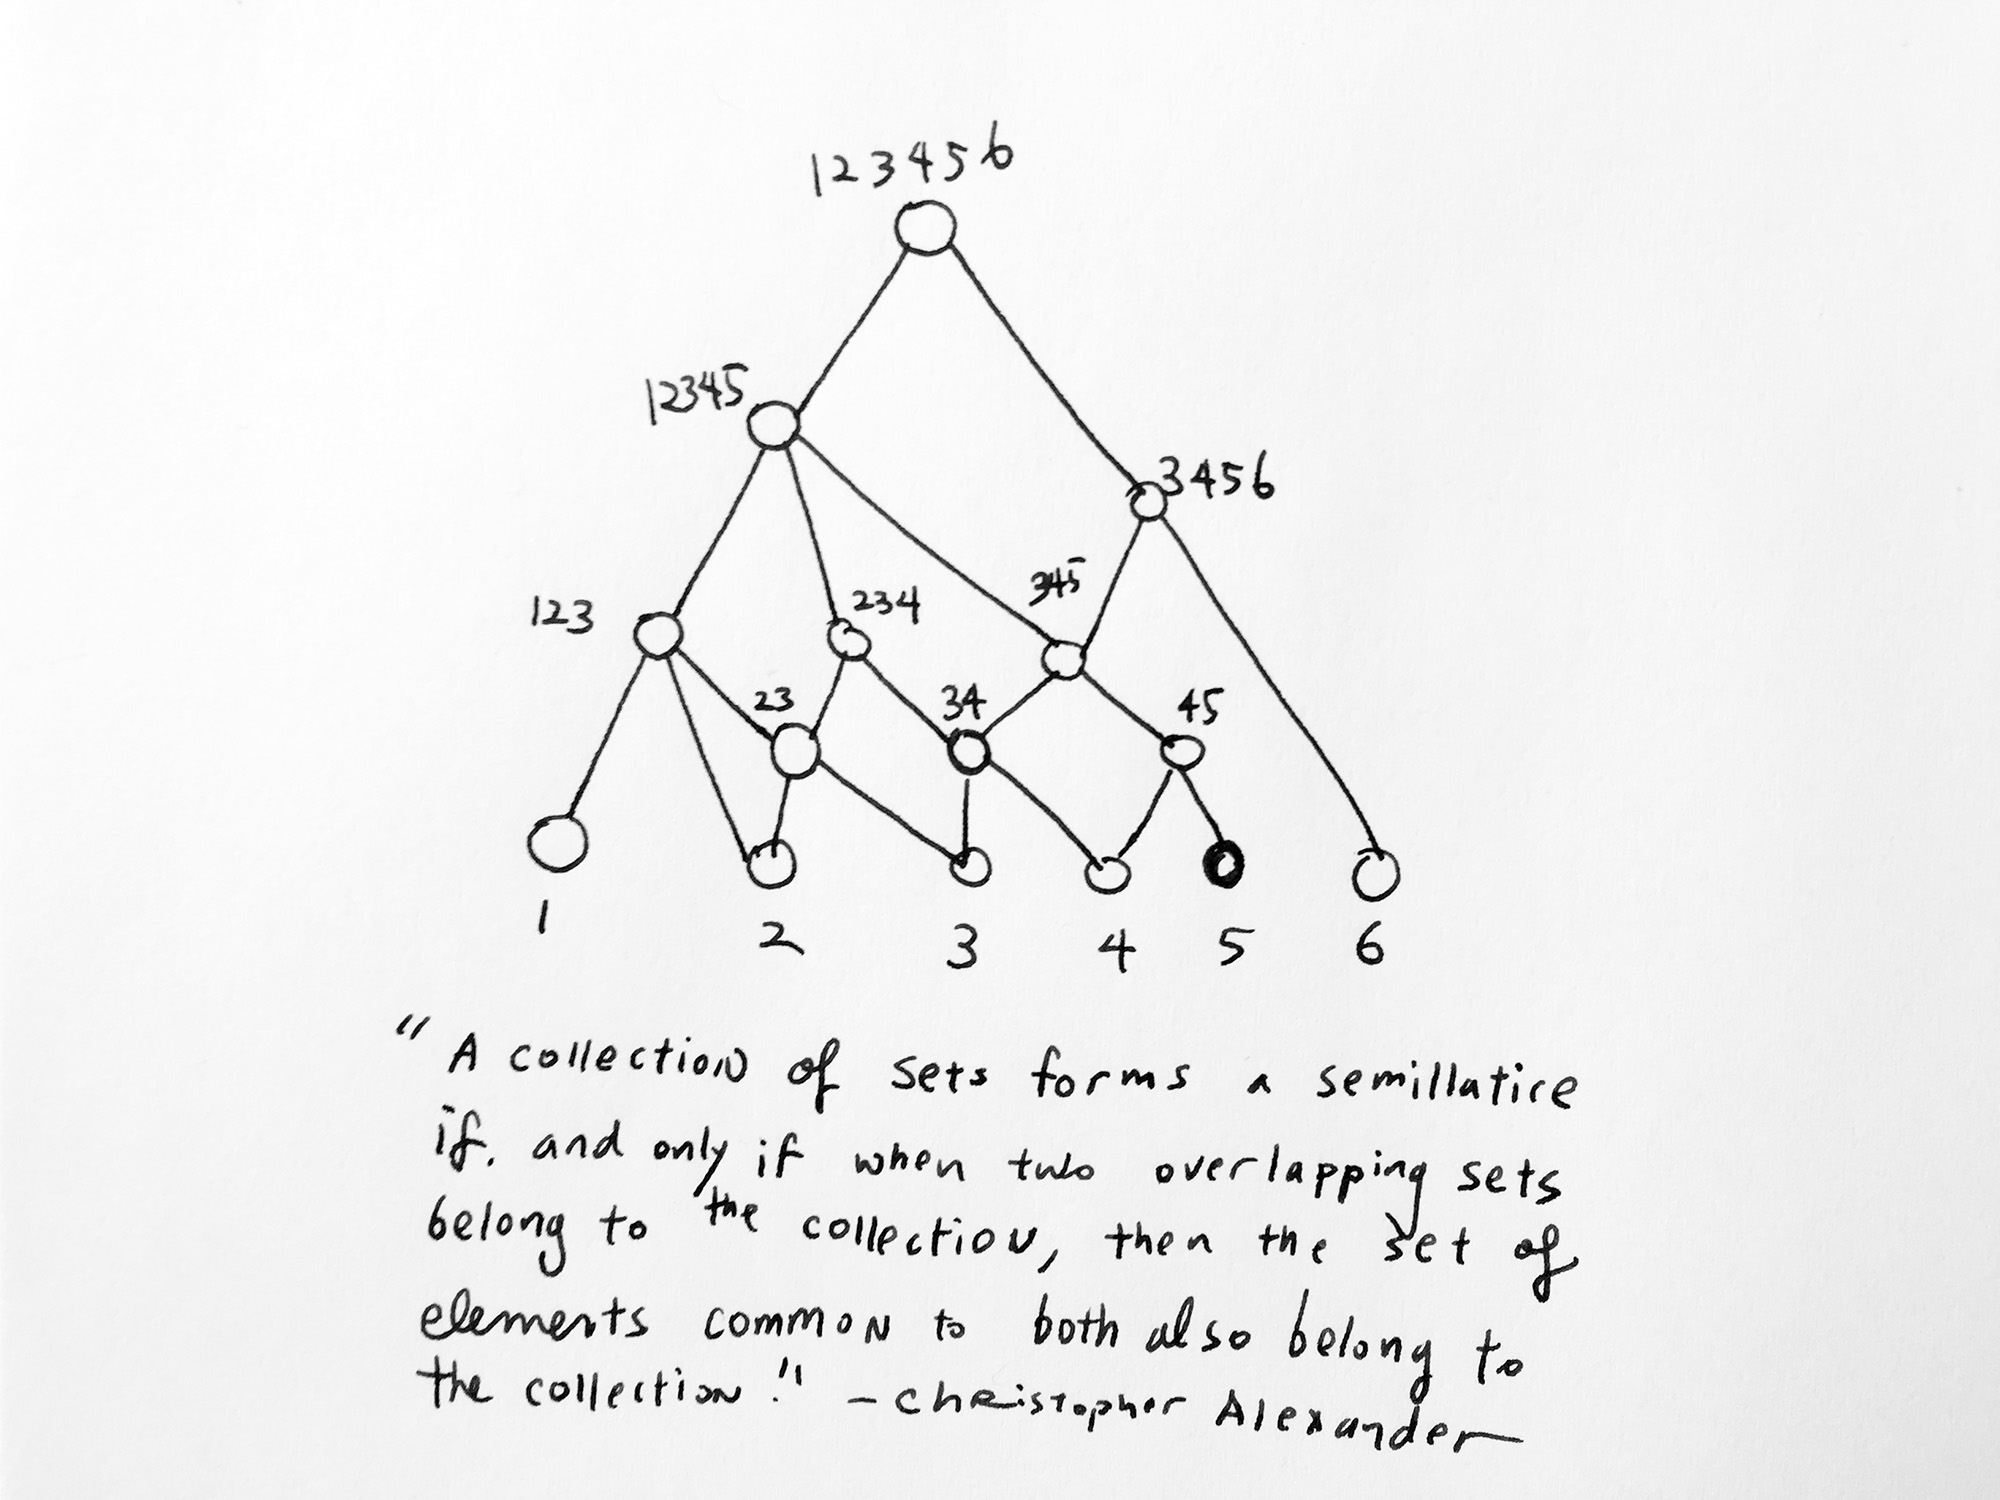 123456
12345
3456
123
234
345
23
34
45
1 2 3 4 5 6
"A collection of sets forms a semillatice
if. and only if when two overlapping sets
belong to the collection, then the set of
elements common to both also belong to
the collection." – Christopher Alexander